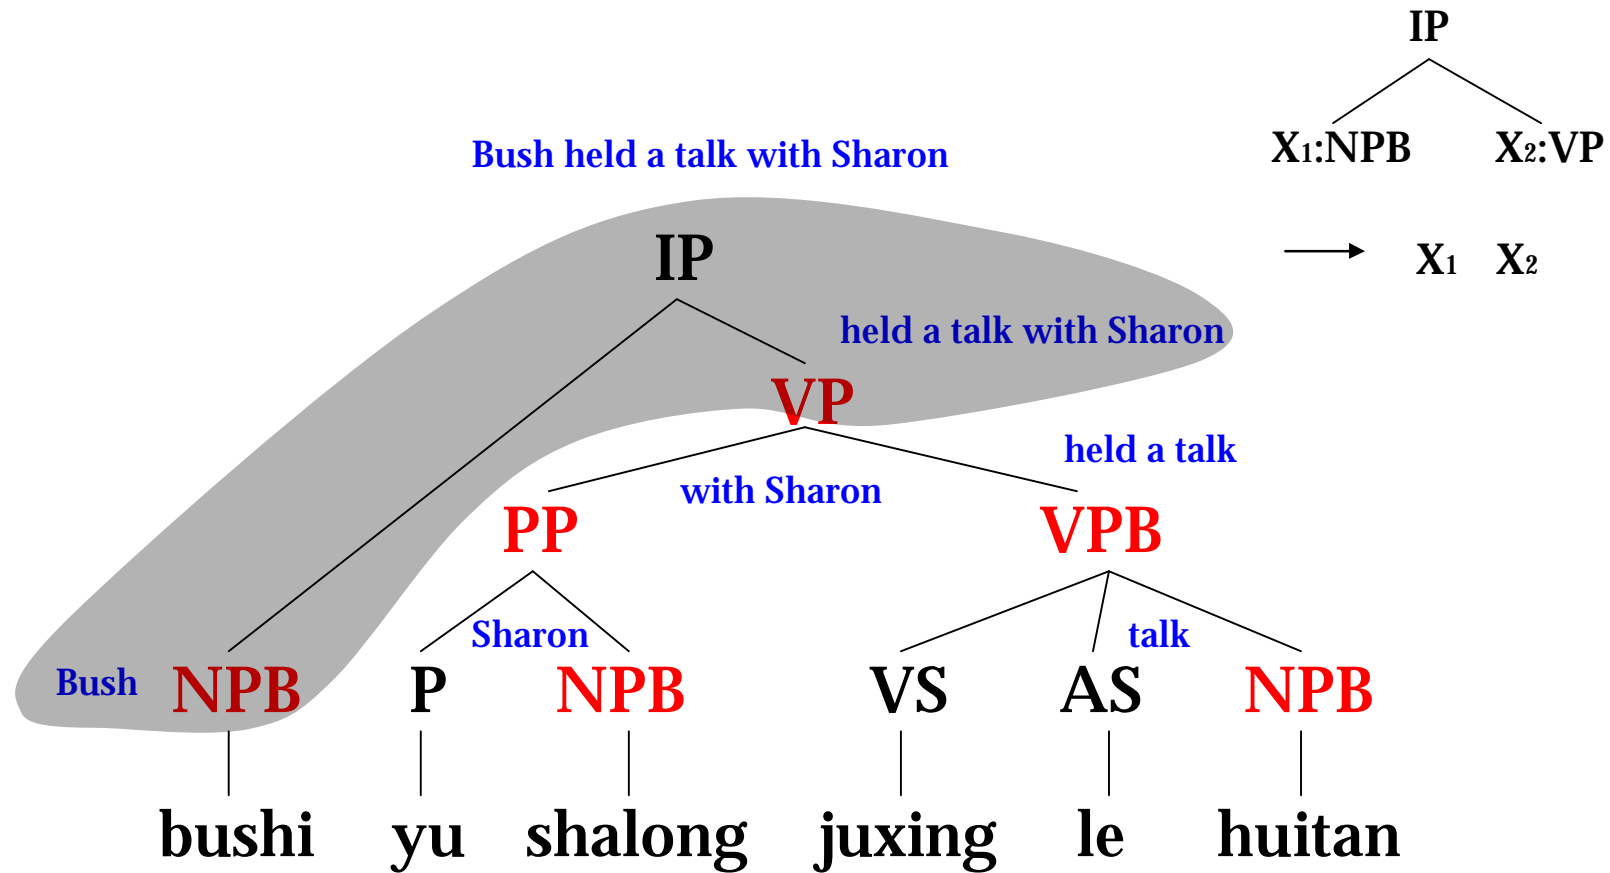 IP
X1:NPB X2:VP
Bush held a talk with Sharon
IP
X1 X2
held a talk with Sharon
VP
held a talk
with Sharon
PP VPB
Sharon talk
Bush NPB P NPB VS AS NPB
bushi yu shalong juxing le huitan